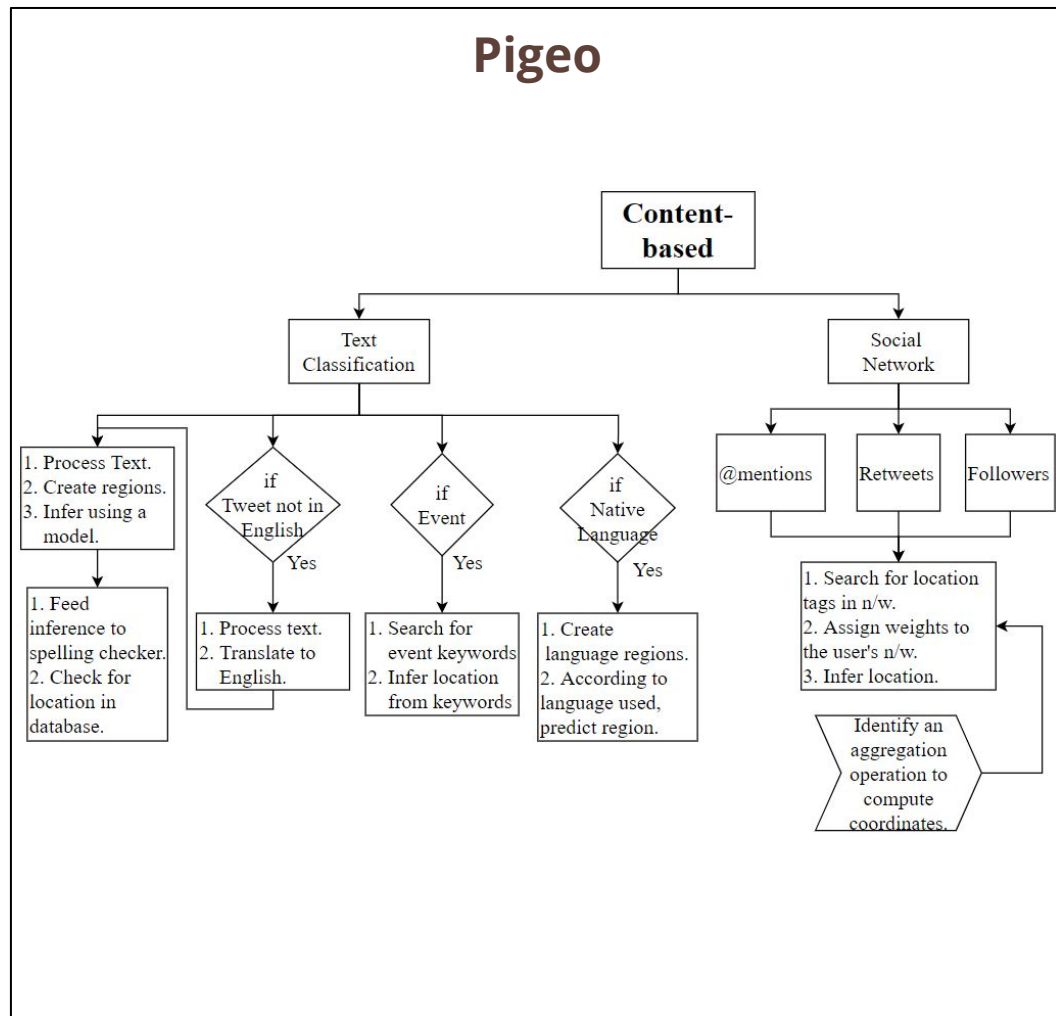 Pigeo
Content-
based
Text
Classification
Social
Network
1. Process Text.
2. Create regions.
3. Infer using a
model.
if
Tweet not in
English
if
Event
if
Native
Language
@mentions
Retweets
Followers
Yes
Yes
Yes
1. Feed
inference to
spelling checker.
2. Check for
location in
database.
1. Process text.
2. Translate to
English.
1. Search for
event keywords
2. Infer location
from keywords
1. Create
language regions.
2. According to
language used,
predict region.
1. Search for location
tags in n/w.
2. Assign weights to
the user's n/w.
3. Infer location.
Identify an
aggregation
operation to
compute
coordinates.